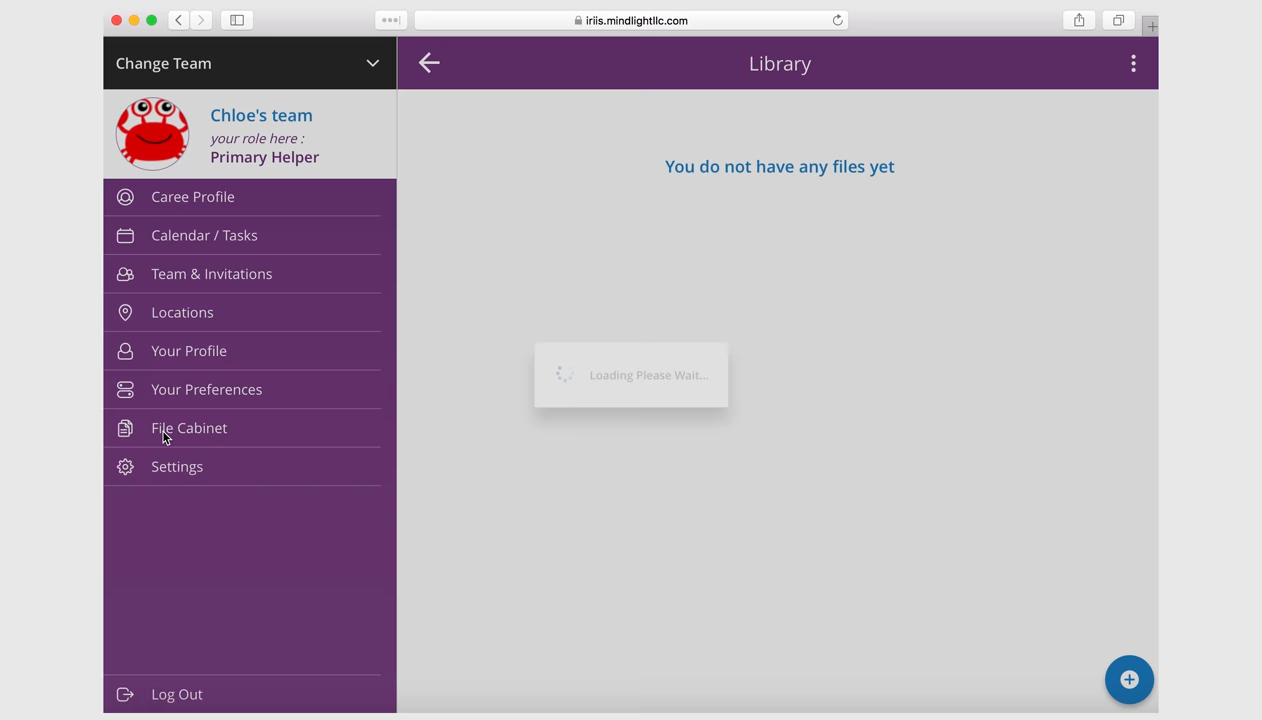 iriis.mindlightllc.com
Change Team
Library
Chloe's team
your role here :
Primary Helper
You do not have any files yet
Caree Profile
Calendar / Tasks
Team & Invitations
Locations
Your Profile
Loading Please Wait...
Your Preferences
File Cabinet
Settings
Log Out